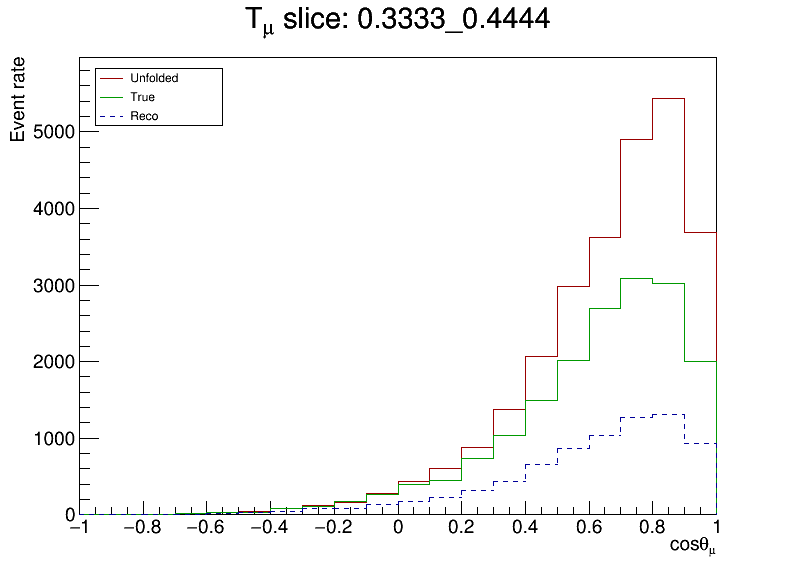 Tμ slice: 0.3333_0.4444
Event rate
Unfolded
True
Reco
5000
4000
3000
2000
1000
0
−1 −0.8 −0.6 −0.4 −0.2 0 0.2 0.4 0.6 0.8 1
cosθμ